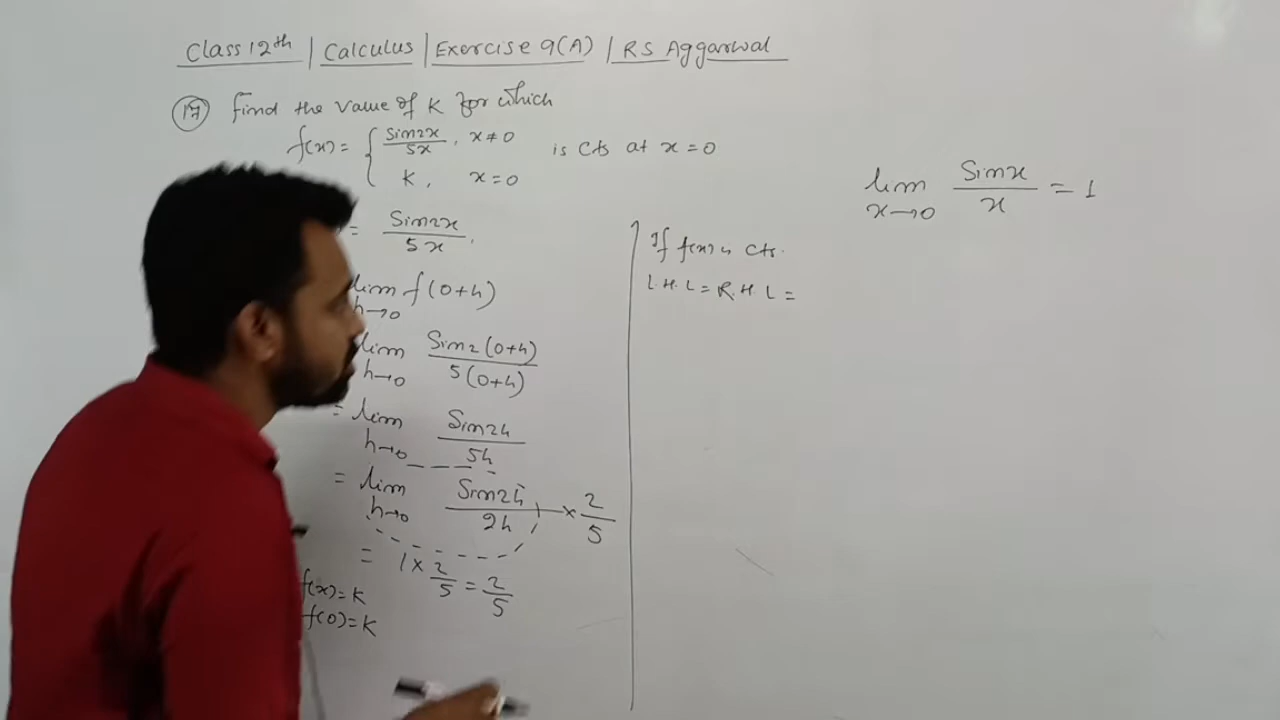 Class 12th | Calculus | Exercise 9(A) | RS Aggarwal
(17) Find the value of K for which
f(x) = { Sin2x/5x, x≠0 is Cts at x=0
K, x=0
= Sin2x/5x,
lim h→0 f(0+h)
lim h→0 Sin2(0+h)/5(0+h)
= lim h→0 Sin2h/5h
= lim h→0 Sin2h/2h × 2/5
= 1 × 2/5 = 2/5
f(x)=K
f(0)=K
If f(x) is Cts.
L.H.L = R.H.L =
lim x→0 Sinx/x = 1